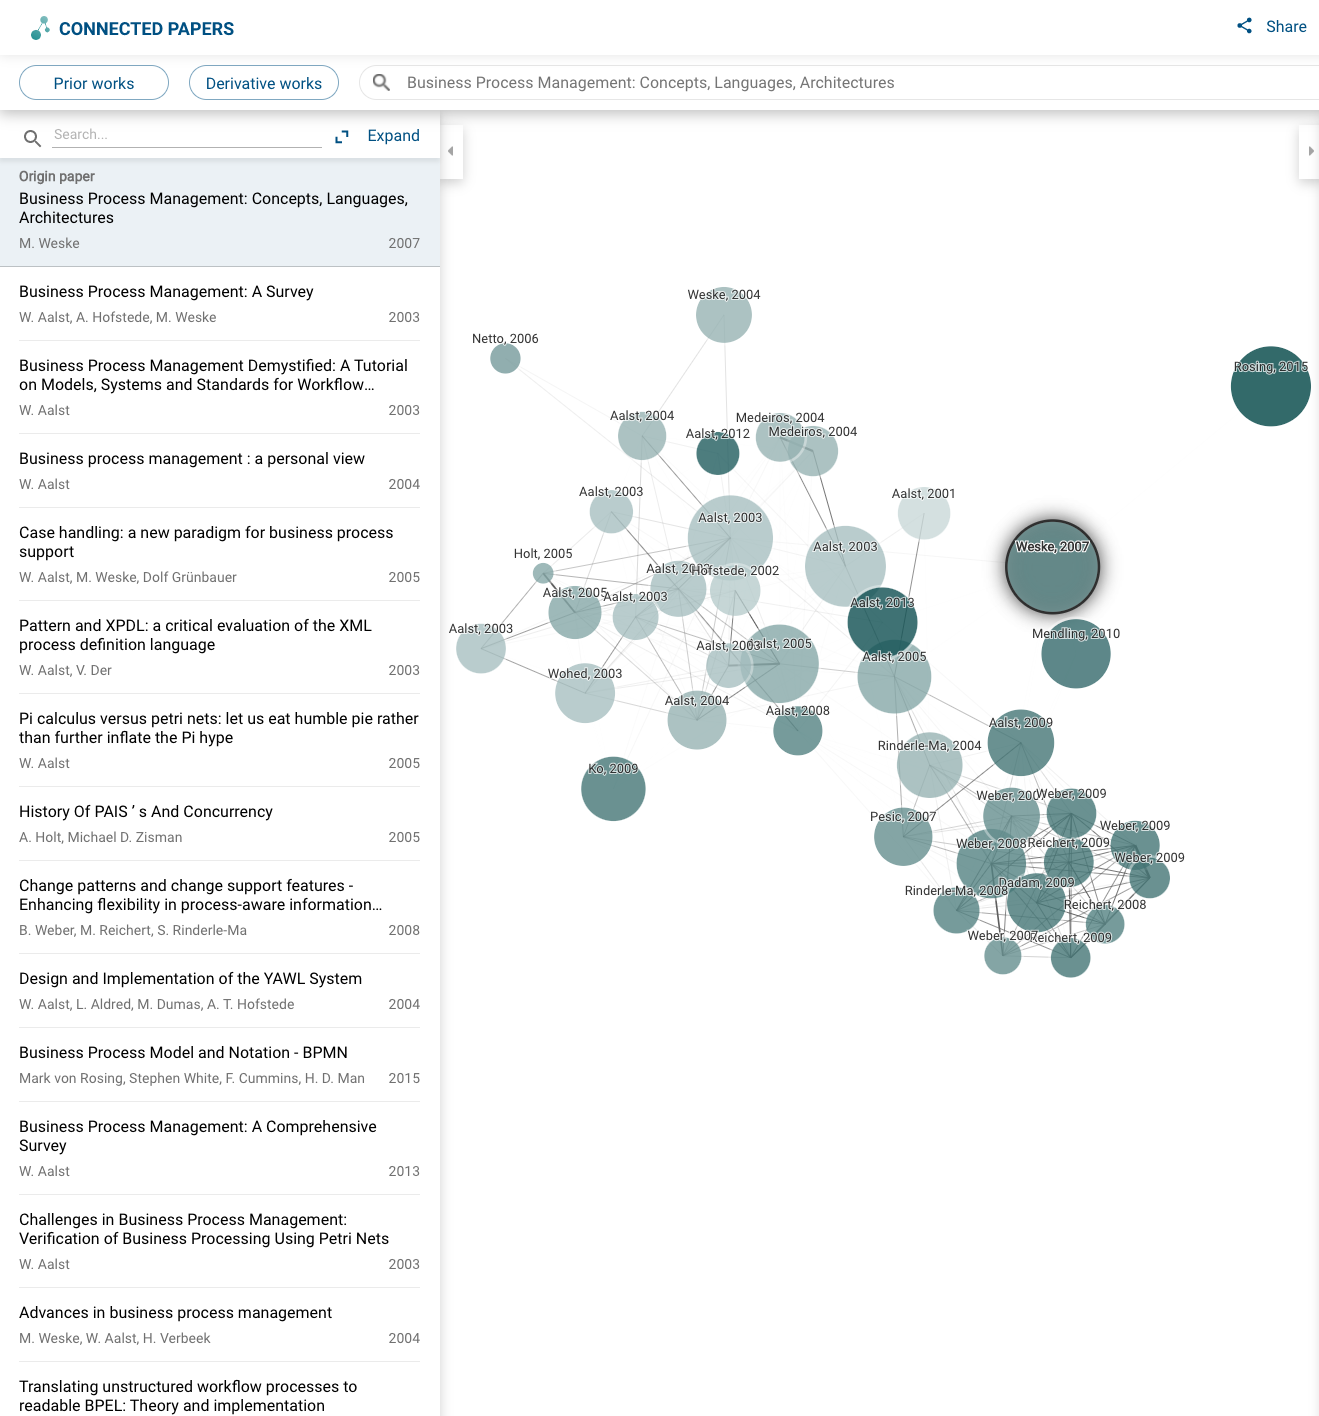 CONNECTED PAPERS
Share
Prior works
Derivative works
Business Process Management: Concepts, Languages, Architectures
Search...
Expand
Origin paper
Business Process Management: Concepts, Languages,
Architectures
M. Weske 2007
Business Process Management: A Survey
W. Aalst, A. Hofstede, M. Weske 2003
Business Process Management Demystified: A Tutorial
on Models, Systems and Standards for Workflow…
W. Aalst 2003
Business process management : a personal view
W. Aalst 2004
Case handling: a new paradigm for business process
support
W. Aalst, M. Weske, Dolf Grünbauer 2005
Pattern and XPDL: a critical evaluation of the XML
process definition language
W. Aalst, V. Der 2003
Pi calculus versus petri nets: let us eat humble pie rather
than further inflate the Pi hype
W. Aalst 2005
History Of PAIS ’ s And Concurrency
A. Holt, Michael D. Zisman 2005
Change patterns and change support features -
Enhancing flexibility in process-aware information…
B. Weber, M. Reichert, S. Rinderle-Ma 2008
Design and Implementation of the YAWL System
W. Aalst, L. Aldred, M. Dumas, A. T. Hofstede 2004
Business Process Model and Notation - BPMN
Mark von Rosing, Stephen White, F. Cummins, H. D. Man 2015
Business Process Management: A Comprehensive
Survey
W. Aalst 2013
Challenges in Business Process Management:
Verification of Business Processing Using Petri Nets
W. Aalst 2003
Advances in business process management
M. Weske, W. Aalst, H. Verbeek 2004
Translating unstructured workflow processes to
readable BPEL: Theory and implementation
Weske, 2004
Netto, 2006
Rosing, 2015
Aalst, 2004
Medeiros, 2004
Aalst, 2012
Medeiros, 2004
Aalst, 2003
Aalst, 2001
Aalst, 2003
Aalst, 2003
Weske, 2007
Holt, 2005
Aalst, 2003
Hofstede, 2002
Aalst, 2005
Aalst, 2003
Aalst, 2013
Aalst, 2003
Mendling, 2010
Aalst, 2003
Aalst, 2005
Aalst, 2005
Wohed, 2003
Aalst, 2004
Aalst, 2008
Aalst, 2009
Rinderle-Ma, 2004
Ko, 2009
Weber, 2007
Weber, 2009
Pesic, 2007
Weber, 2009
Weber, 2008
Reichert, 2009
Weber, 2009
Dadam, 2009
Rinderle-Ma, 2008
Reichert, 2008
Weber, 2007
Reichert, 2009